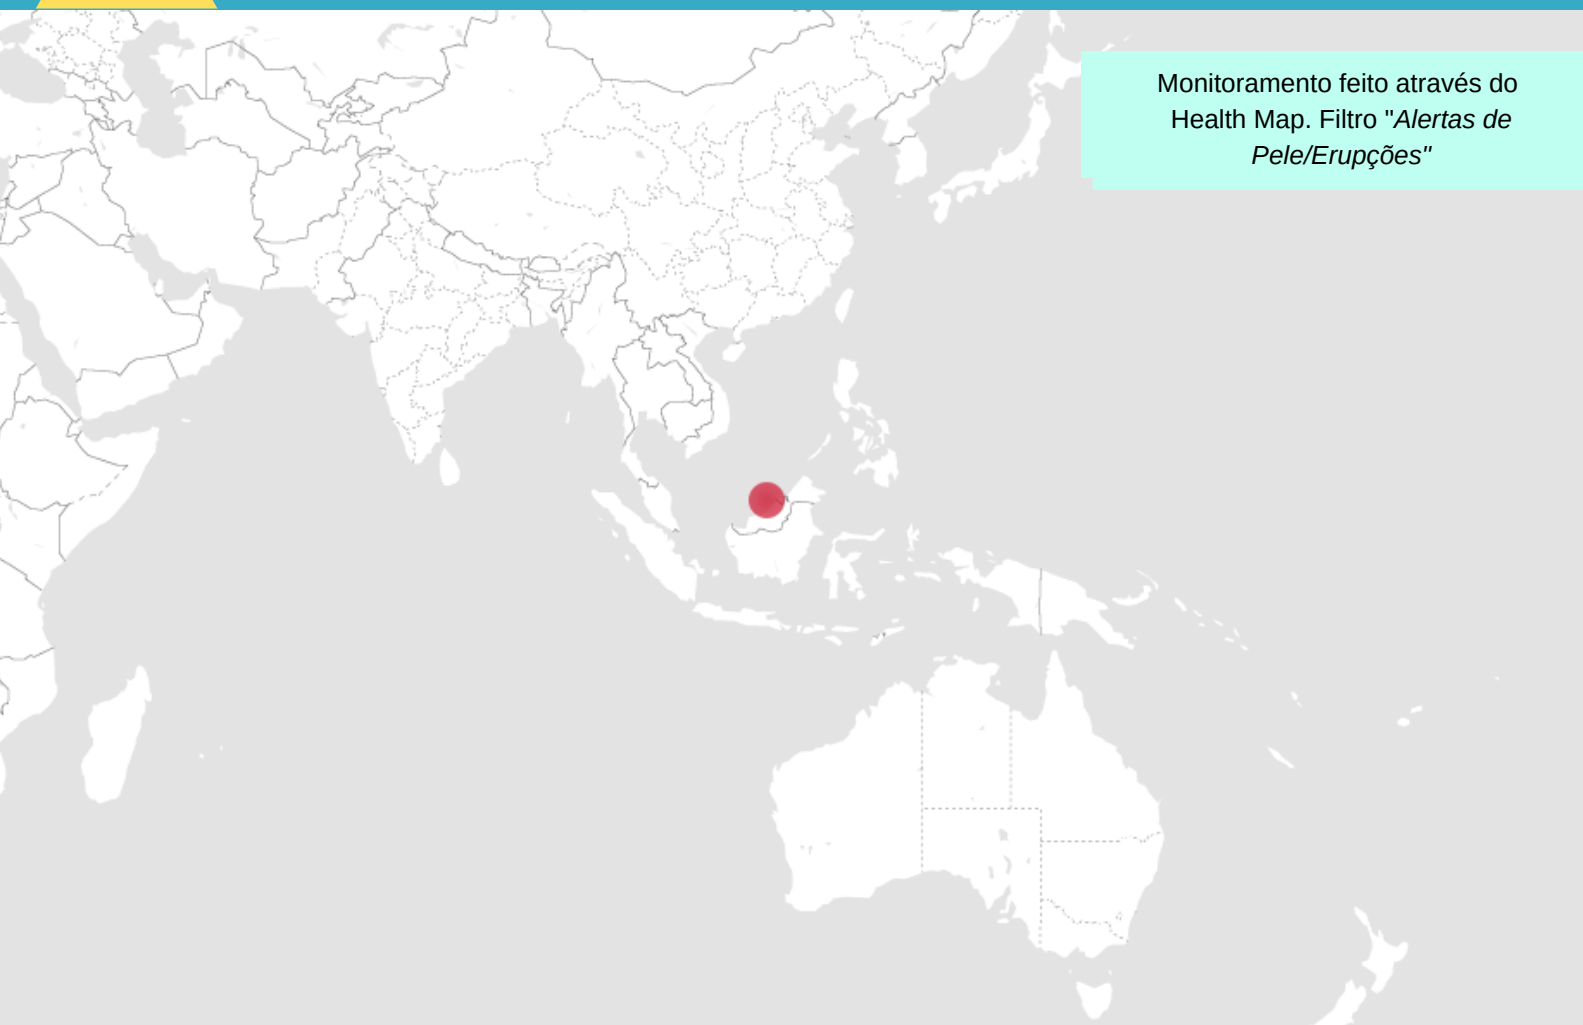 Monitoramento feito através do
Health Map. Filtro "Alertas de
Pele/Erupções"